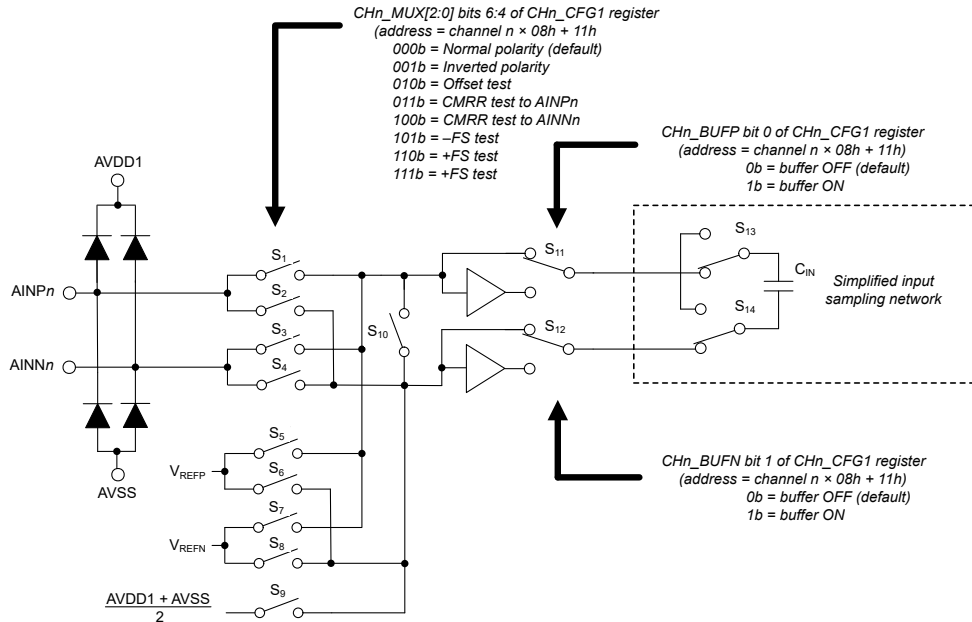 CHn_MUX[2:0] bits 6:4 of CHn_CFG1 register
(address = channel n × 08h + 11h
000b = Normal polarity (default)
001b = Inverted polarity
010b = Offset test
011b = CMRR test to AINPn
100b = CMRR test to AINNn
101b = –FS test
110b = +FS test
111b = +FS test
CHn_BUFP bit 0 of CHn_CFG1 register
(address = channel n × 08h + 11h)
0b = buffer OFF (default)
1b = buffer ON
AVDD1
AINPn
AINNn
AVSS
S1
S2
S3
S4
S10
S11
S12
S13
S14
CIN
Simplified input
sampling network
VREFP
VREFN
S5
S6
S7
S8
S9
AVDD1 + AVSS
2
CHn_BUFN bit 1 of CHn_CFG1 register
(address = channel n × 08h + 11h)
0b = buffer OFF (default)
1b = buffer ON